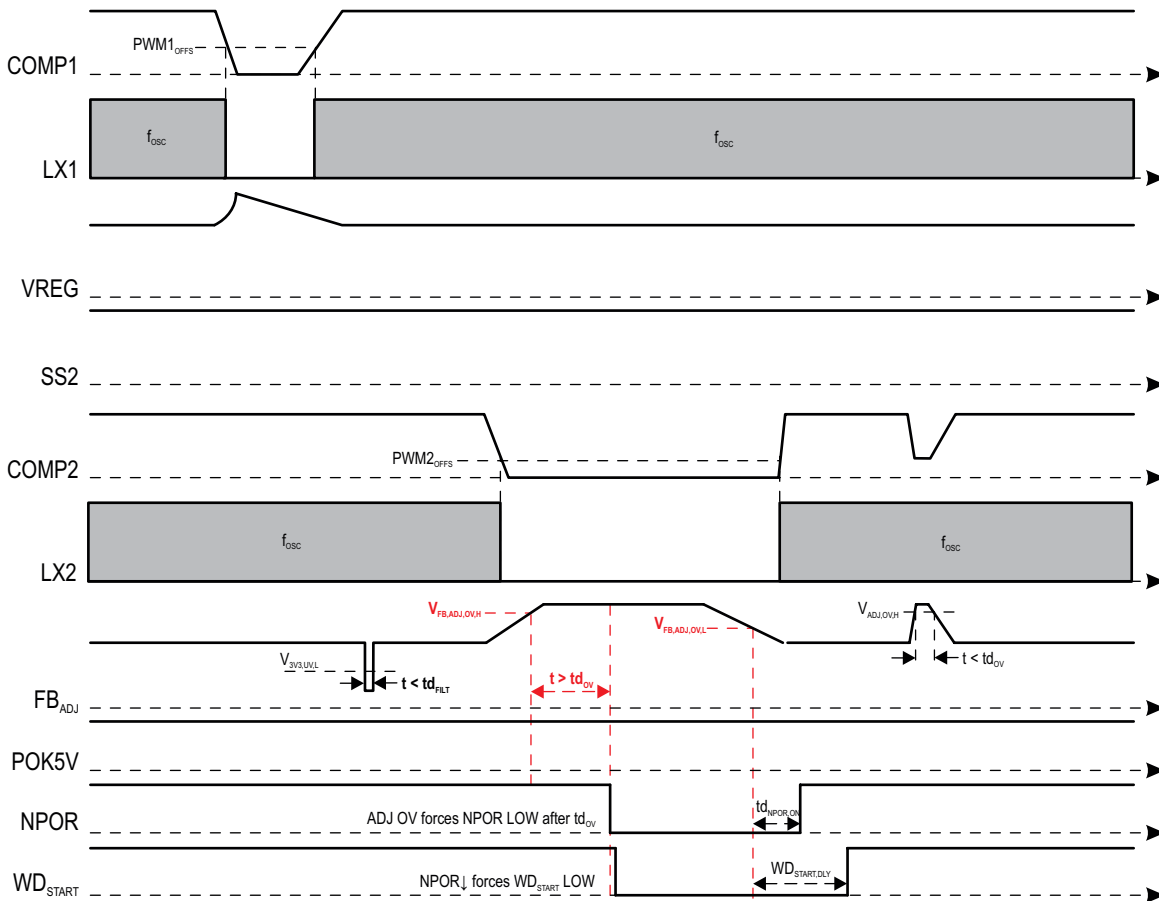 PWM1OFFS
COMP1
fOSC
fOSC
LX1
VREG
SS2
PWM2OFFS
COMP2
fOSC
fOSC
LX2
VFB,ADJ,OV,H
VADJ,OV,H
VFB,ADJ,OV,L
V3V3,UV,L
t < tdOV
t > tdOV
t < tdFILT
FBADJ
POK5V
tdNPOR,ON
NPOR
ADJ OV forces NPOR LOW after tdOV
WDSTART,DLY
WDSTART
NPOR↓ forces WDSTART LOW